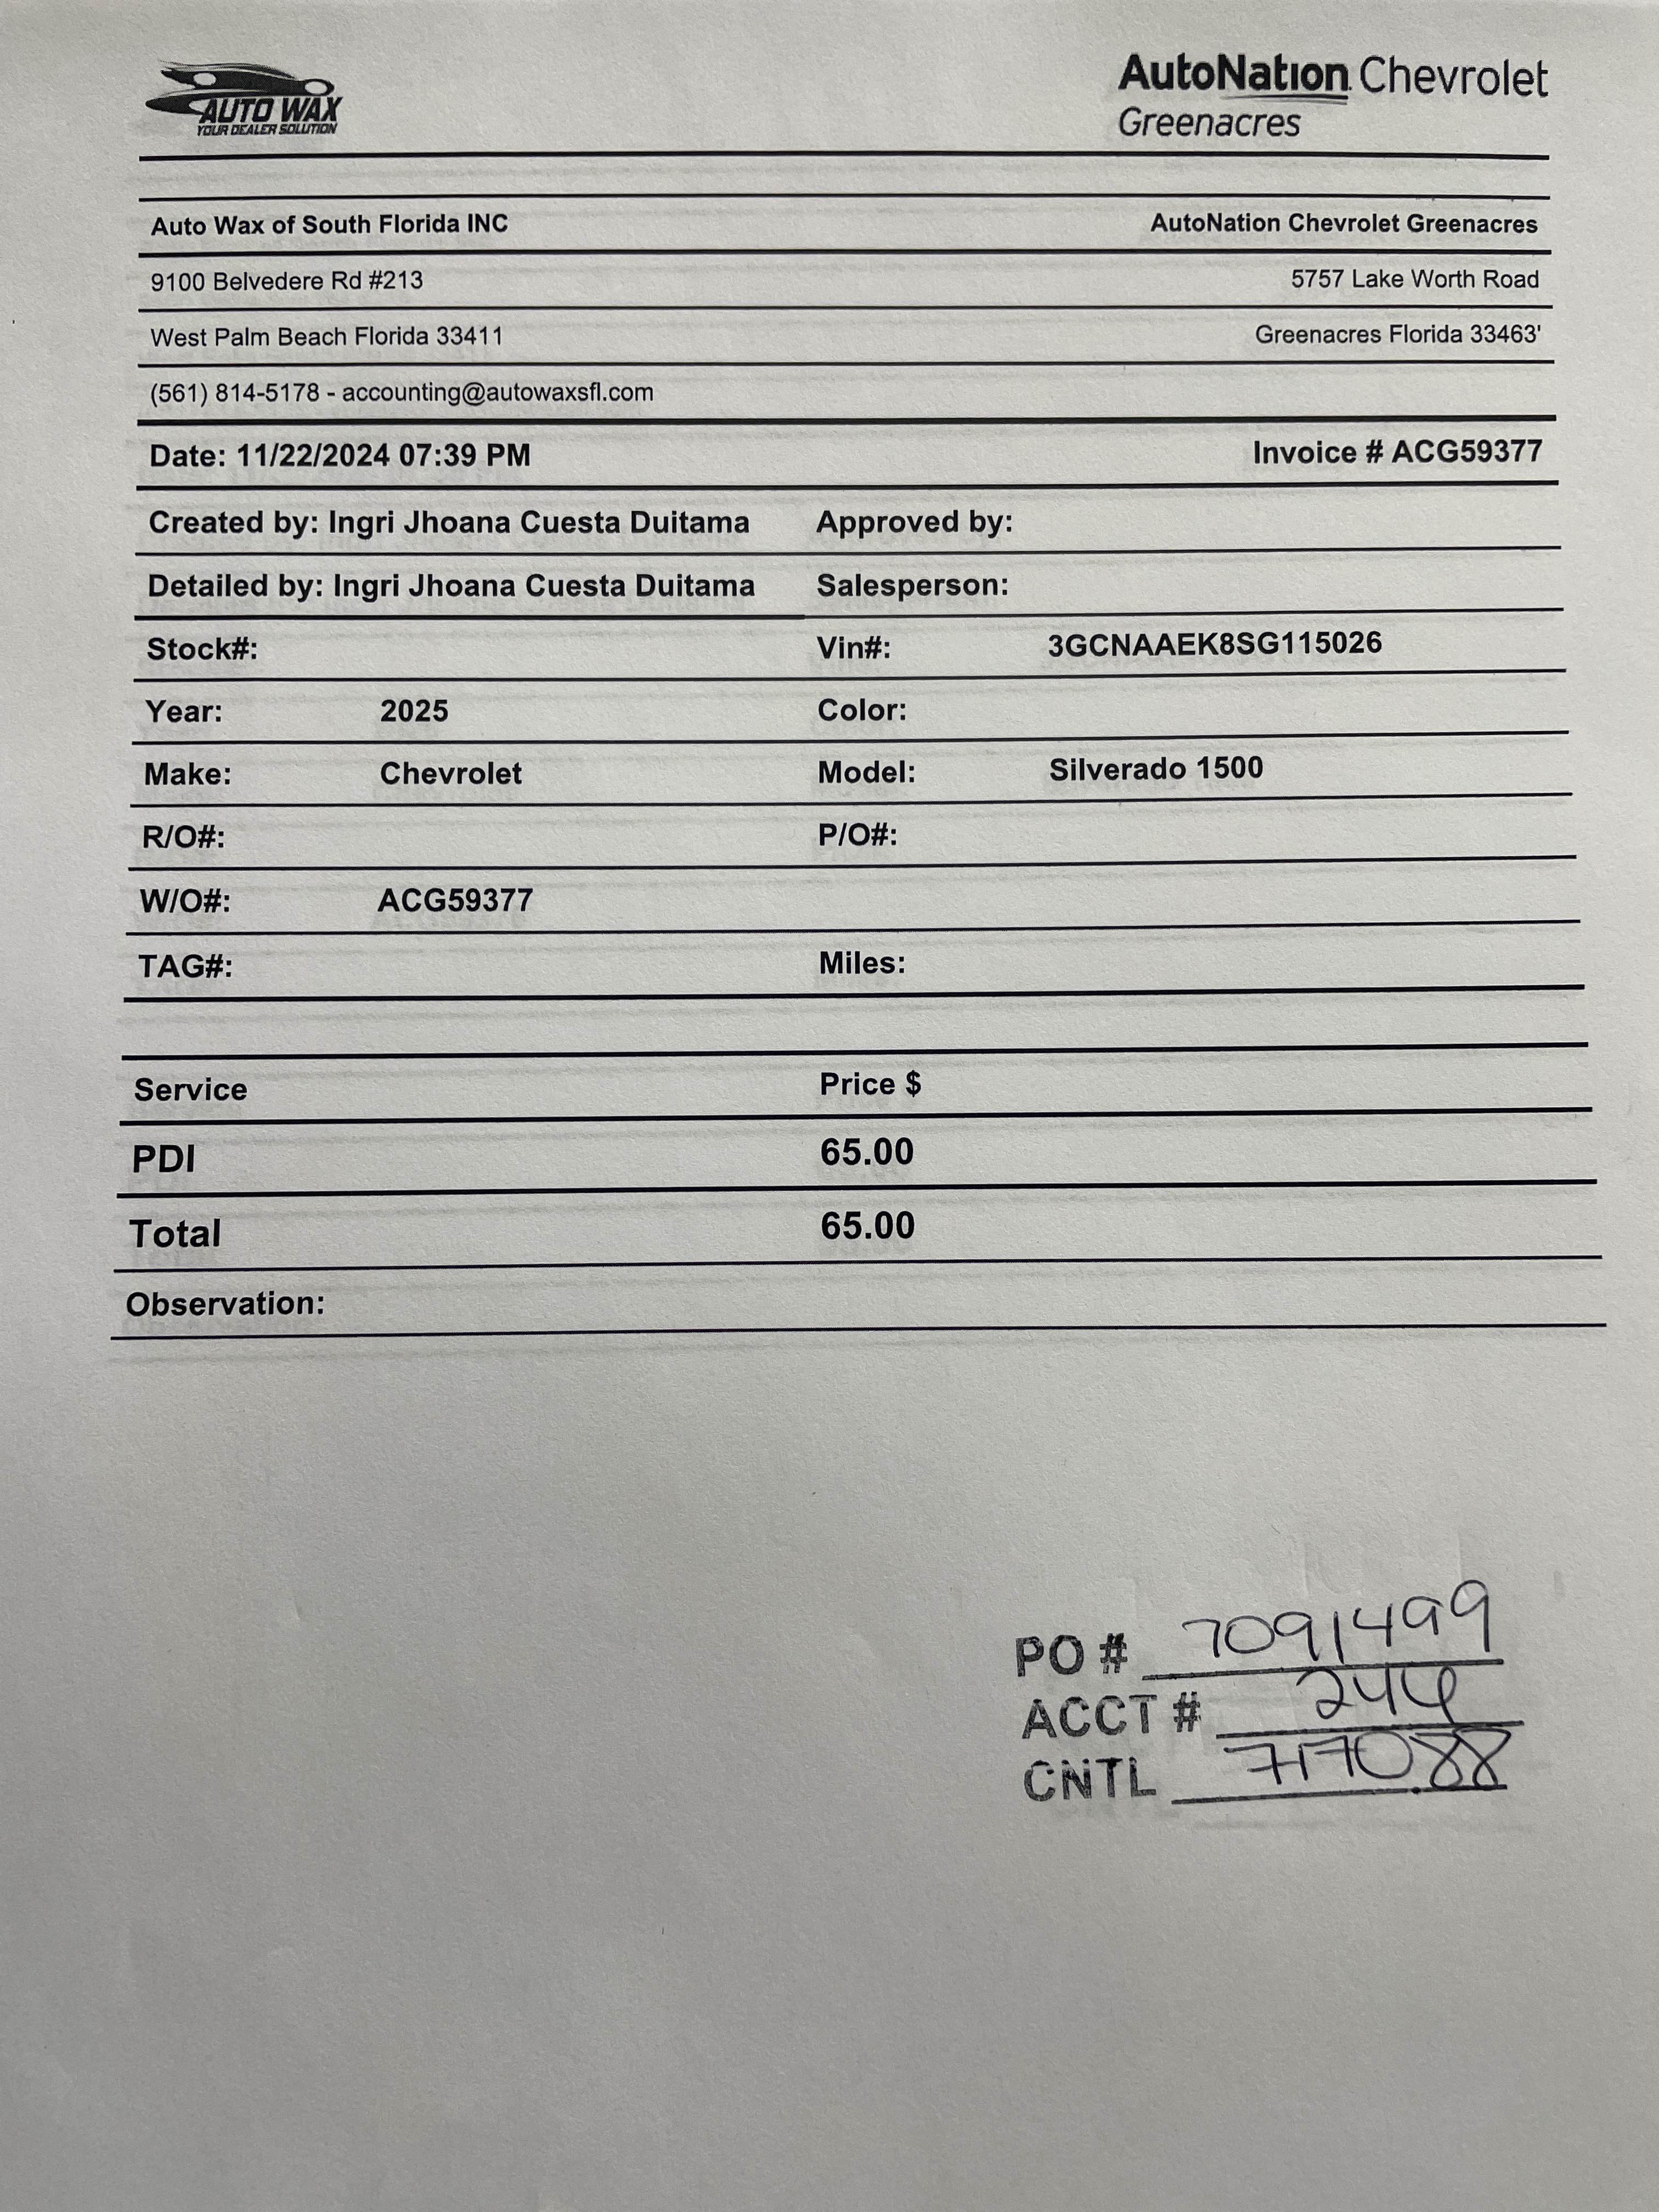 AUTO WAX
YOUR DEALER SOLUTION
AutoNation Chevrolet
Greenacres
Auto Wax of South Florida INC AutoNation Chevrolet Greenacres
9100 Belvedere Rd #213 5757 Lake Worth Road
West Palm Beach Florida 33411 Greenacres Florida 33463'
(561) 814-5178 - accounting@autowaxsfl.com
Date: 11/22/2024 07:39 PM Invoice # ACG59377
Created by: Ingri Jhoana Cuesta Duitama Approved by:
Detailed by: Ingri Jhoana Cuesta Duitama Salesperson:
Stock#: Vin#: 3GCNAAEK8SG115026
Year: 2025 Color:
Make: Chevrolet Model: Silverado 1500
R/O#: P/O#:
W/O#: ACG59377
TAG#: Miles:
Service Price $
PDI 65.00
Total 65.00
Observation:
PO # 7091499
ACCT # 244
CNTL 717088